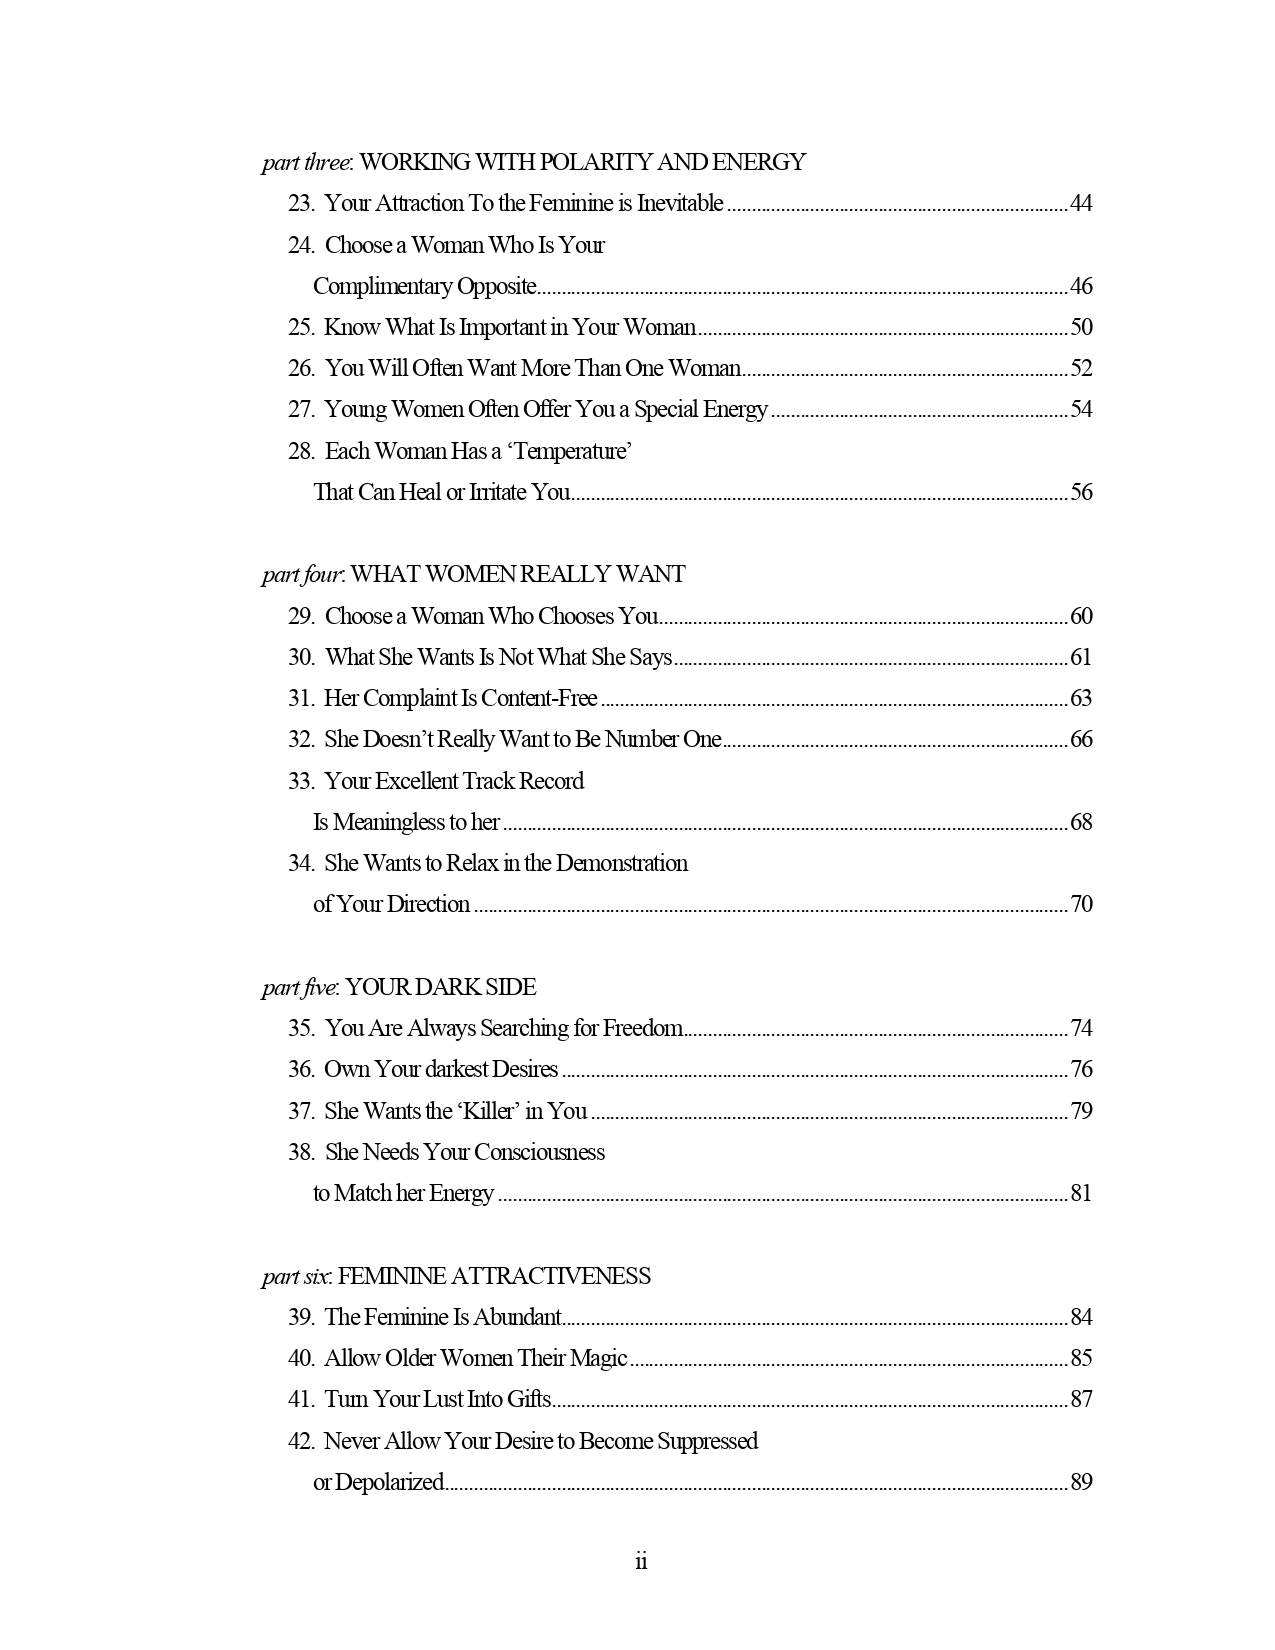 part three: WORKING WITH POLARITY AND ENERGY
23. Your Attraction To the Feminine is Inevitable ........ 44
24. Choose a Woman Who Is Your
Complimentary Opposite ........ 46
25. Know What Is Important in Your Woman ........ 50
26. You Will Often Want More Than One Woman ........ 52
27. Young Women Often Offer You a Special Energy ........ 54
28. Each Woman Has a ‘Temperature’
That Can Heal or Irritate You ........ 56
part four: WHAT WOMEN REALLY WANT
29. Choose a Woman Who Chooses You ........ 60
30. What She Wants Is Not What She Says ........ 61
31. Her Complaint Is Content-Free ........ 63
32. She Doesn’t Really Want to Be Number One ........ 66
33. Your Excellent Track Record
Is Meaningless to her ........ 68
34. She Wants to Relax in the Demonstration
of Your Direction ........ 70
part five: YOUR DARK SIDE
35. You Are Always Searching for Freedom ........ 74
36. Own Your darkest Desires ........ 76
37. She Wants the ‘Killer’ in You ........ 79
38. She Needs Your Consciousness
to Match her Energy ........ 81
part six: FEMININE ATTRACTIVENESS
39. The Feminine Is Abundant ........ 84
40. Allow Older Women Their Magic ........ 85
41. Turn Your Lust Into Gifts ........ 87
42. Never Allow Your Desire to Become Suppressed
or Depolarized ........ 89
ii